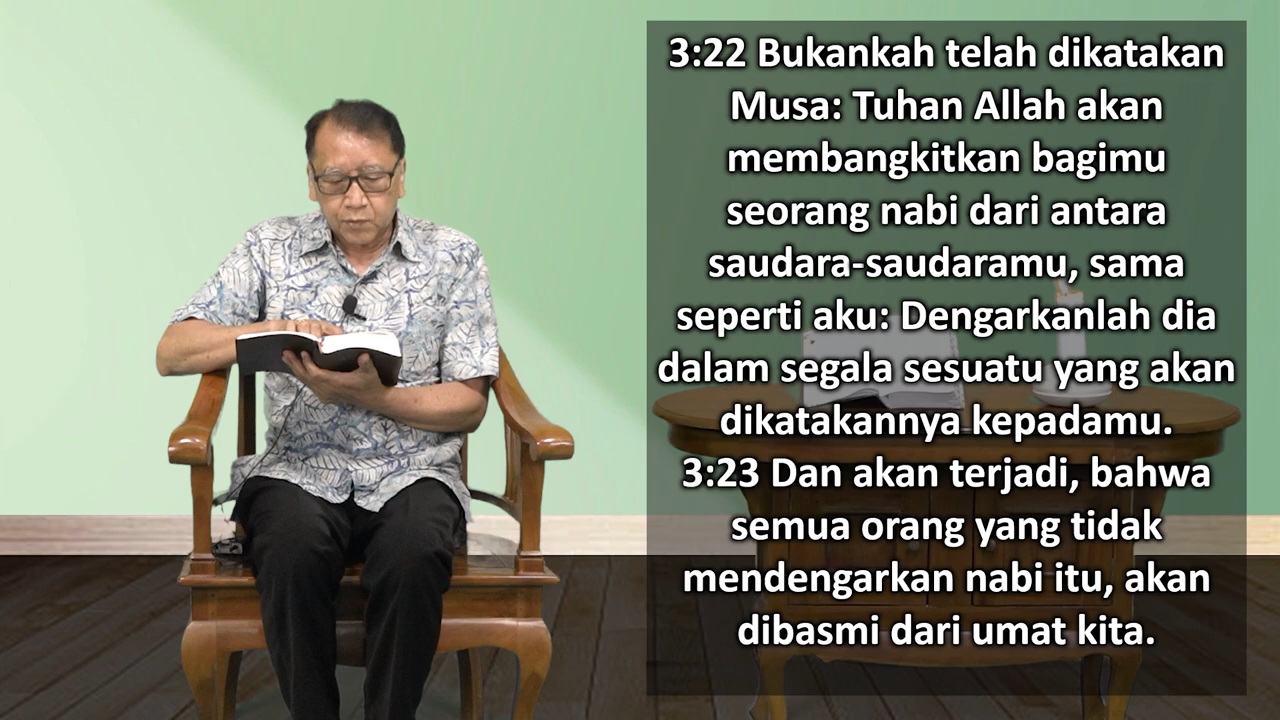 3:22 Bukankah telah dikatakan
Musa: Tuhan Allah akan
membangkitkan bagimu
seorang nabi dari antara
saudara-saudaramu, sama
seperti aku: Dengarkanlah dia
dalam segala sesuatu yang akan
dikatakannya kepadamu.
3:23 Dan akan terjadi, bahwa
semua orang yang tidak
mendengarkan nabi itu, akan
dibasmi dari umat kita.